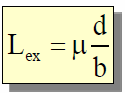 L_ex = μ d/b